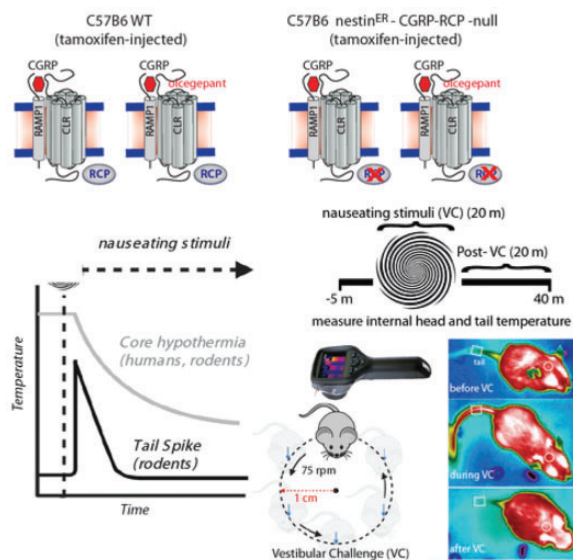 C57B6 WT
(tamoxifen-injected)
C57B6 nestinER- CGRP-RCP -null
(tamoxifen-injected)
CGRP
CGRP
olcegepant
RAMP1
CLR
RAMP1
CLR
RCP
RCP
CGRP
CGRP
olcegepant
RAMP1
CLR
RAMP1
CLR
RCP
RCP
nauseating stimuli
nauseating stimuli (VC) (20 m)
Post- VC (20 m)
-5 m
40 m
measure internal head and tail temperature
Temperature
Core hypothermia
(humans, rodents)
Tail Spike
(rodents)
Time
75 rpm
1 cm
Vestibular Challenge (VC)
tail
before VC
during VC
after VC